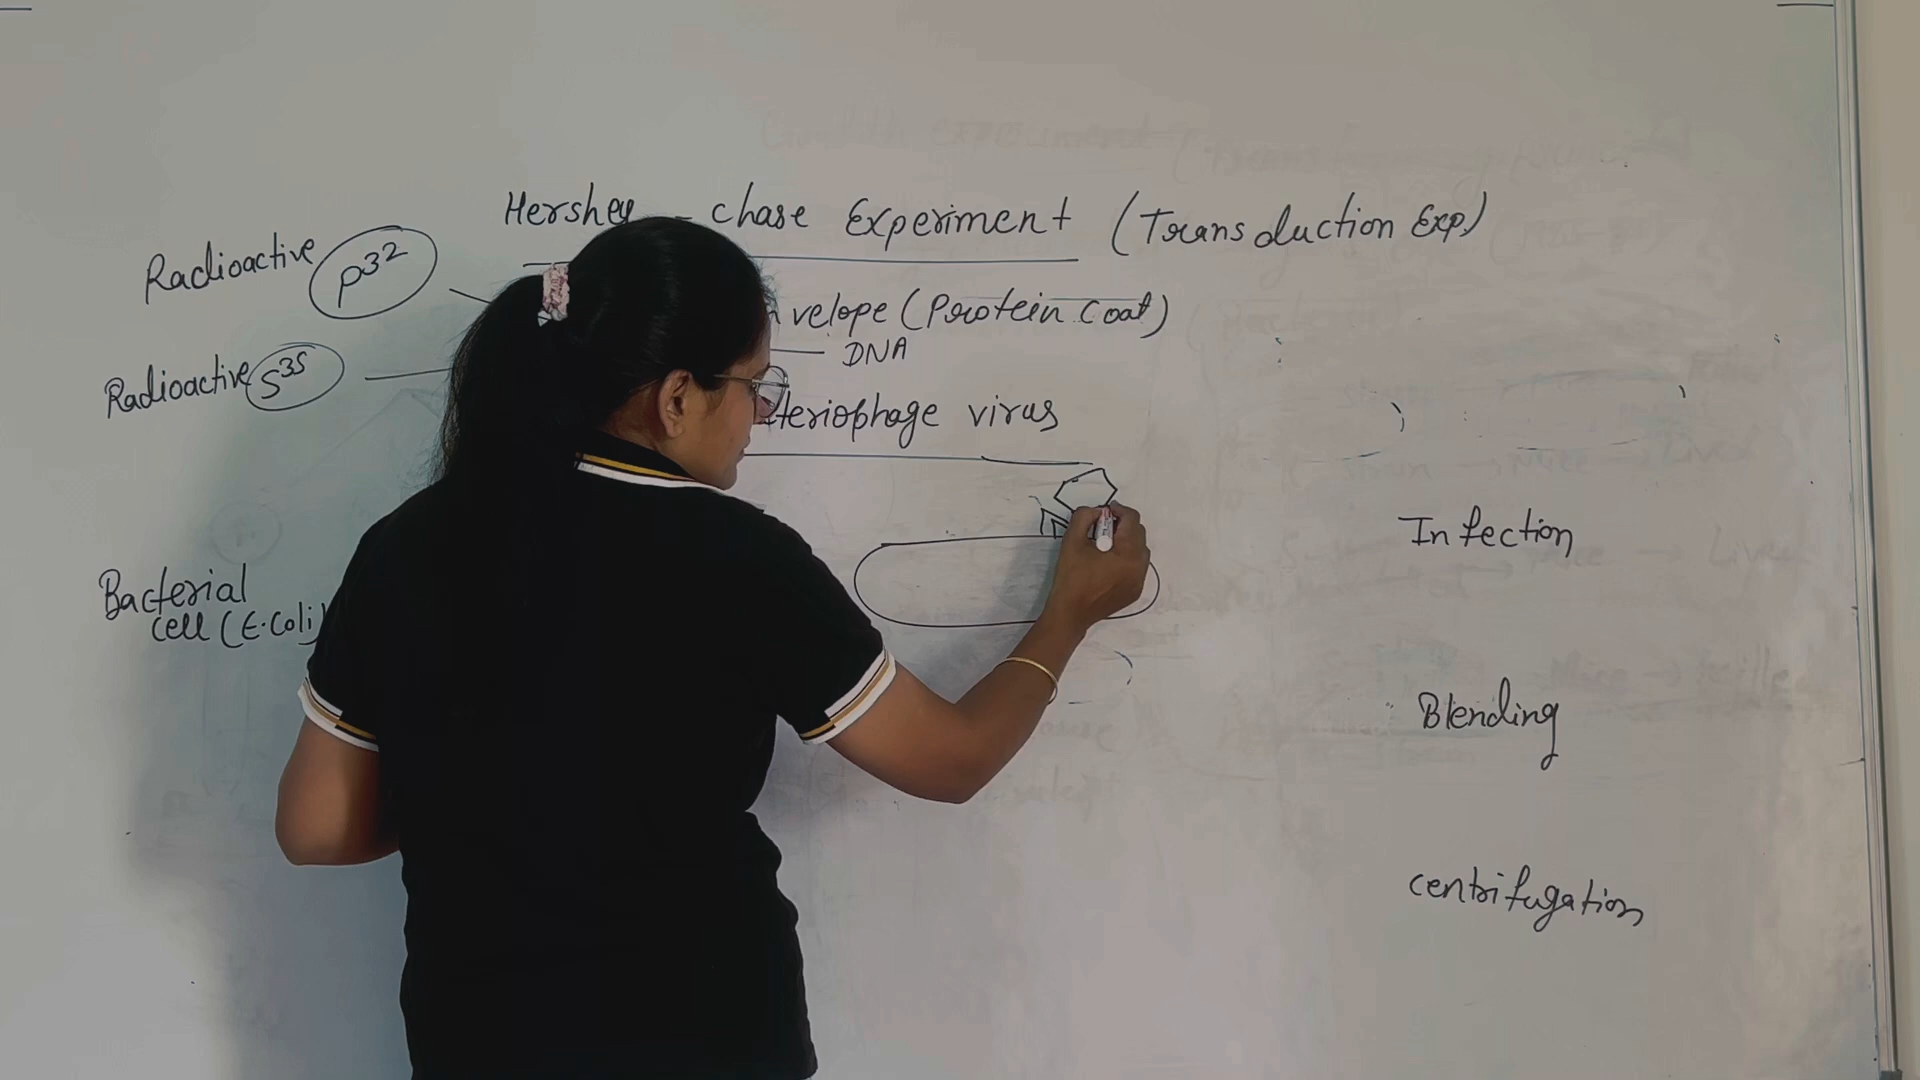 Hershey - chase Experiment (Transduction Exp)
Radioactive P32
velope (Protein Coat)
DNA
Radioactive S35
teriophage virus
Infection
Bacterial
cell (E.Coli)
Blending
centrifugation